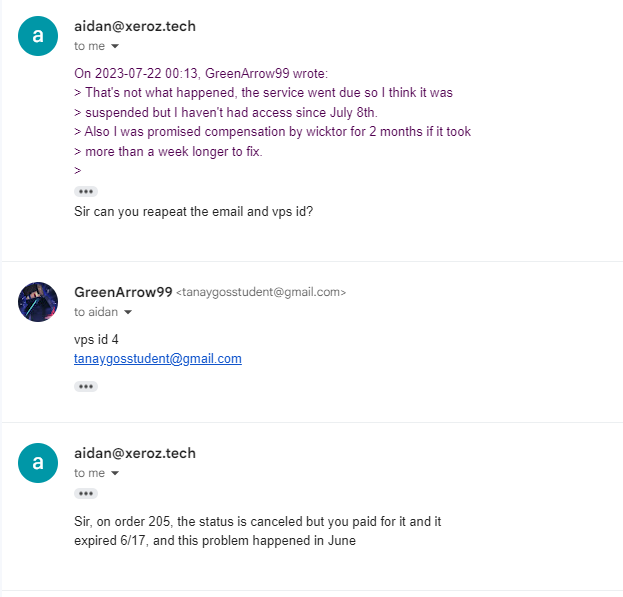 a
aidan@xeroz.tech
to me
On 2023-07-22 00:13, GreenArrow99 wrote:
> That's not what happened, the service went due so I think it was
> suspended but I haven't had access since July 8th.
> Also I was promised compensation by wicktor for 2 months if it took
> more than a week longer to fix.
>
Sir can you reapeat the email and vps id?
GreenArrow99 <tanaygosstudent@gmail.com>
to aidan
vps id 4
tanaygosstudent@gmail.com
a
aidan@xeroz.tech
to me
Sir, on order 205, the status is canceled but you paid for it and it
expired 6/17, and this problem happened in June